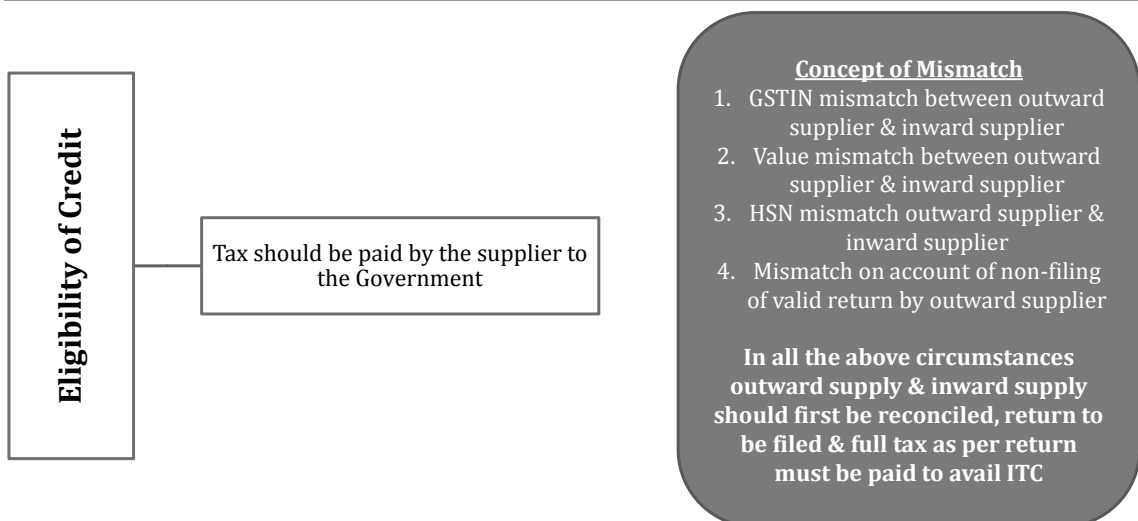 Eligibility of Credit
Tax should be paid by the supplier to
the Government
Concept of Mismatch
1. GSTIN mismatch between outward
supplier & inward supplier
2. Value mismatch between outward
supplier & inward supplier
3. HSN mismatch outward supplier &
inward supplier
4. Mismatch on account of non-filing
of valid return by outward supplier
In all the above circumstances
outward supply & inward supply
should first be reconciled, return to
be filed & full tax as per return
must be paid to avail ITC